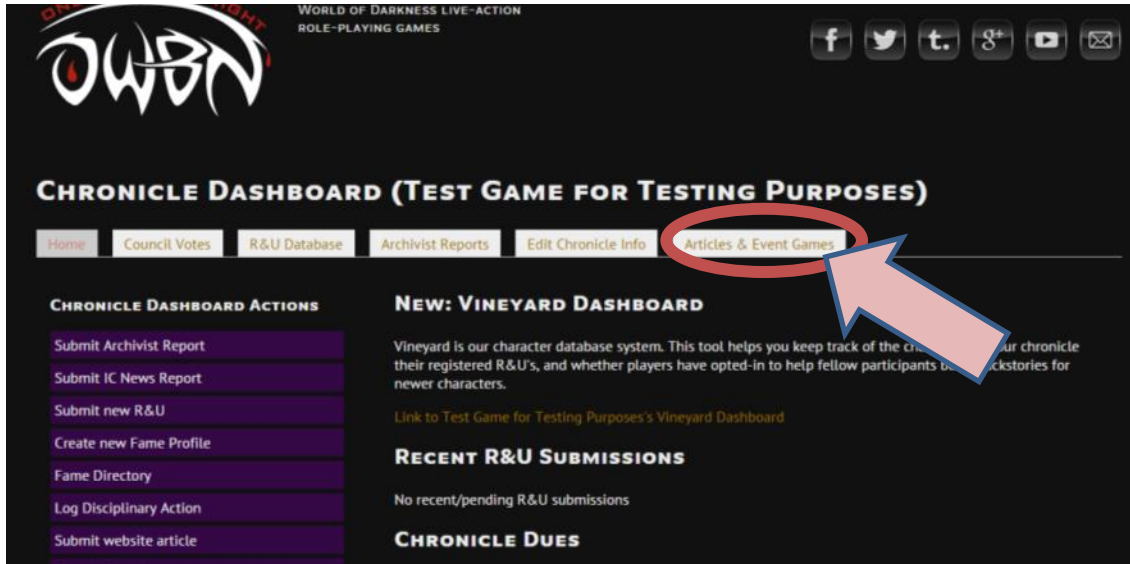 OWBN
WORLD OF DARKNESS LIVE-ACTION
ROLE-PLAYING GAMES
f t. g+
CHRONICLE DASHBOARD (TEST GAME FOR TESTING PURPOSES)
Home Council Votes R&U Database Archivist Reports Edit Chronicle Info Articles & Event Games
CHRONICLE DASHBOARD ACTIONS
Submit Archivist Report
Submit IC News Report
Submit new R&U
Create new Fame Profile
Fame Directory
Log Disciplinary Action
Submit website article
NEW: VINEYARD DASHBOARD
Vineyard is our character database system. This tool helps you keep track of the chronicle
their registered R&U's, and whether players have opted-in to help fellow participants for
newer characters.
Link to Test Game for Testing Purposes's Vineyard Dashboard
RECENT R&U SUBMISSIONS
No recent/pending R&U submissions
CHRONICLE DUES